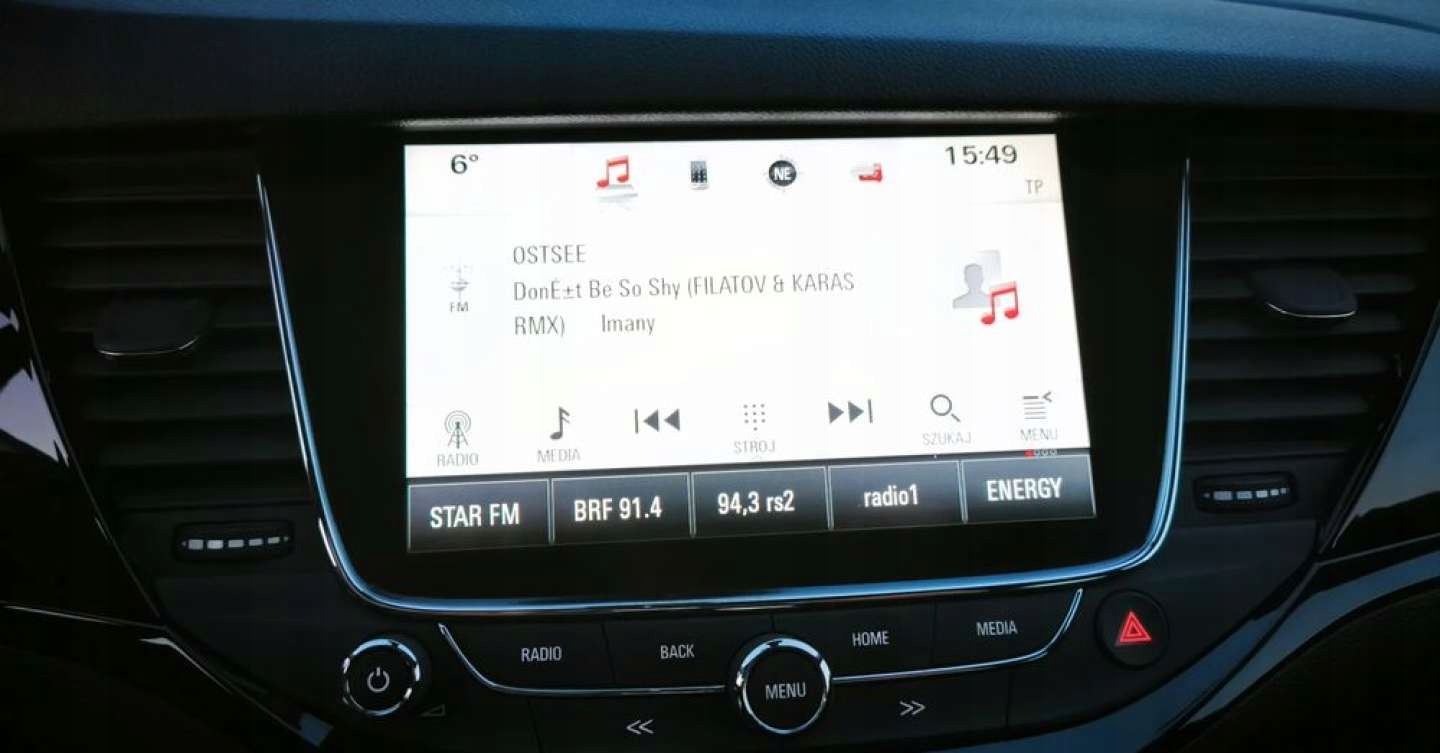 6°
NE
15:49
TP
FM
OSTSEE
DonÉ±t Be So Shy (FILATOV & KARAS
RMX) Imany
RADIO
MEDIA
STROJ
SZUKAJ
MENU
STAR FM
BRF 91.4
94,3 rs2
radio1
ENERGY
RADIO
BACK
MENU
HOME
MEDIA
<<
>>